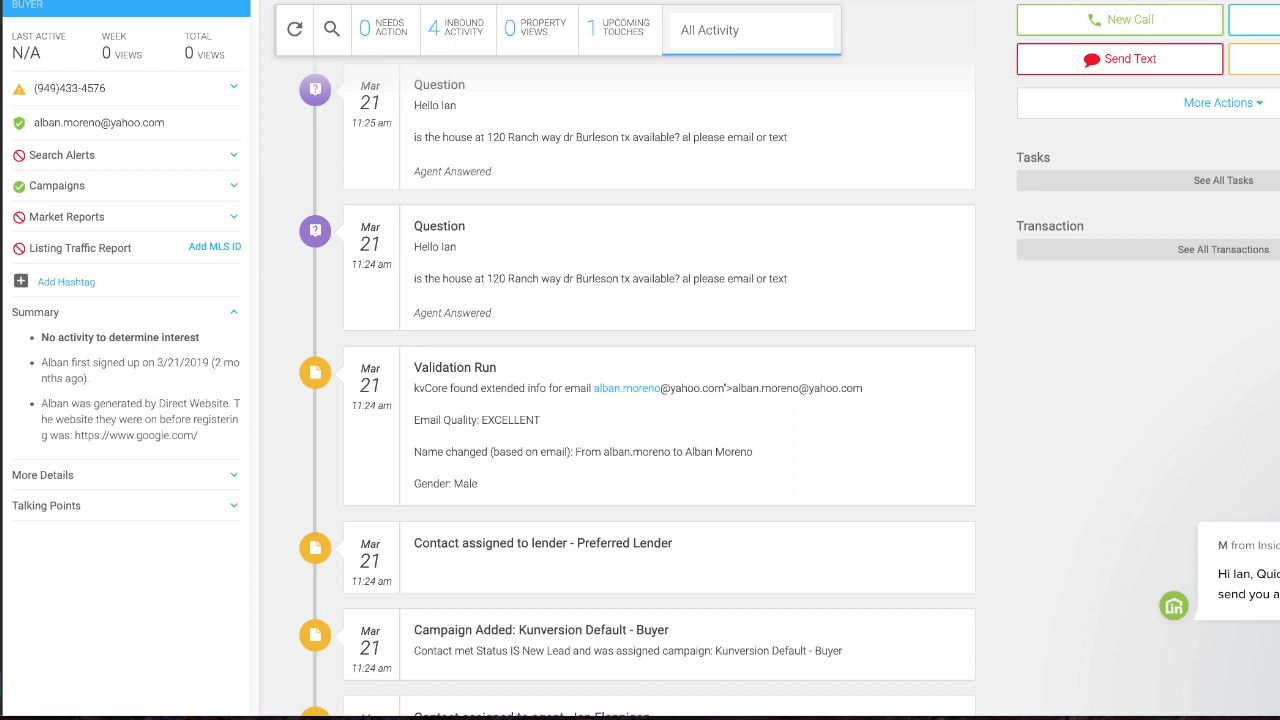 BUYER
LAST ACTIVE
N/A
WEEK
0 VIEWS
TOTAL
0 VIEWS
(949)433-4576
alban.moreno@yahoo.com
Search Alerts
Campaigns
Market Reports
Listing Traffic Report Add MLS ID
Add Hashtag
Summary
No activity to determine interest
Alban first signed up on 3/21/2019 (2 mo
nths ago).
Alban was generated by Direct Website. T
he website they were on before registerin
g was: https://www.google.com/
More Details
Talking Points
0 NEEDS ACTION
4 INBOUND ACTIVITY
0 PROPERTY VIEWS
1 UPCOMING TOUCHES
All Activity
Mar
21
11:25 am
Question
Hello Ian
is the house at 120 Ranch way dr Burleson tx available? al please email or text
Agent Answered
Mar
21
11:24 am
Question
Hello Ian
is the house at 120 Ranch way dr Burleson tx available? al please email or text
Agent Answered
Mar
21
11:24 am
Validation Run
kvCore found extended info for email alban.moreno@yahoo.com">alban.moreno@yahoo.com
Email Quality: EXCELLENT
Name changed (based on email): From alban.moreno to Alban Moreno
Gender: Male
Mar
21
11:24 am
Contact assigned to lender - Preferred Lender
Mar
21
11:24 am
Campaign Added: Kunversion Default - Buyer
Contact met Status IS New Lead and was assigned campaign: Kunversion Default - Buyer
Mar
Contact assigned to agent - Ian Flannigan
New Call
Send Text
More Actions
Tasks
See All Tasks
Transaction
See All Transactions
M from Insid
Hi Ian, Quic
send you a